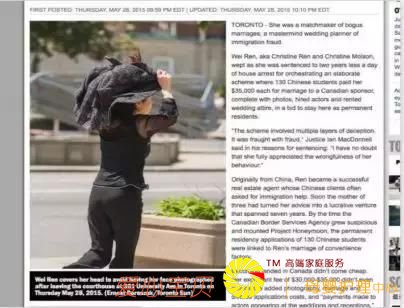 FIRST POSTED: THURSDAY, MAY 28, 2015 09:59 PM EDT | UPDATED: THURSDAY, MAY 28, 2015 10:10 PM EDT
TORONTO - She was a matchmaker of bogus
marriages, a mastermind wedding planner of
immigration fraud.
Wei Ren, aka Christine Ren and Christine Molson,
wept as she was sentenced to two years less a day
of house arrest for orchestrating an elaborate
scheme where 130 Chinese students paid her
$35,000 each for marriage to a Canadian sponsor,
complete with photos, hired actors and rented
wedding attire, in a bid to stay here as permanent
residents.
"The scheme involved multiple layers of deception.
It was fraught with fraud," Justice Ian MacDonnell
said in his reasons for sentencing. "I have no doubt
that she fully appreciated the wrongfulness of her
behaviour."
Originally from China, Ren became a successful
real estate agent whose Chinese clients often
asked for immigration help. Soon the mother of
three had turned her advice into a lucrative venture
that spanned seven years. By the time the
Canadian Border Services Agency grew suspicious
and mounted Project Honeymoon, the permanent
residency applications of 130 Chinese students
were linked to Ren's marriage of convenience
factory.
in Canada didn't come cheap.
fee of $30,000-$35,000 didn't even
added photog
applications costs, and "payments made to
actors appearing at the weddings and receptions,"
Wei Ren covers her head to avoid having her face photographed
after leaving the courthouse at 361 University Ave in Toronto on
Thursday May 28, 2015. (Ernest Doroszuk, Toronto Sun)
TM 高端家庭服务